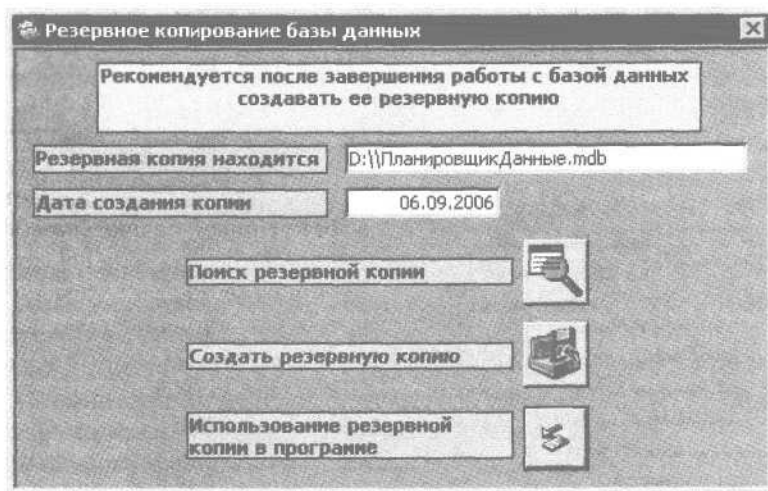 Резервное копирование базы данных
Рекомендуется после завершения работы с базой данных
создавать ее резервную копию
Резервная копия находится D:\\ПланировщикДанные.mdb
Дата создания копии 06.09.2006
Поиск резервной копии
Создать резервную копию
Использование резервной
копии в программе